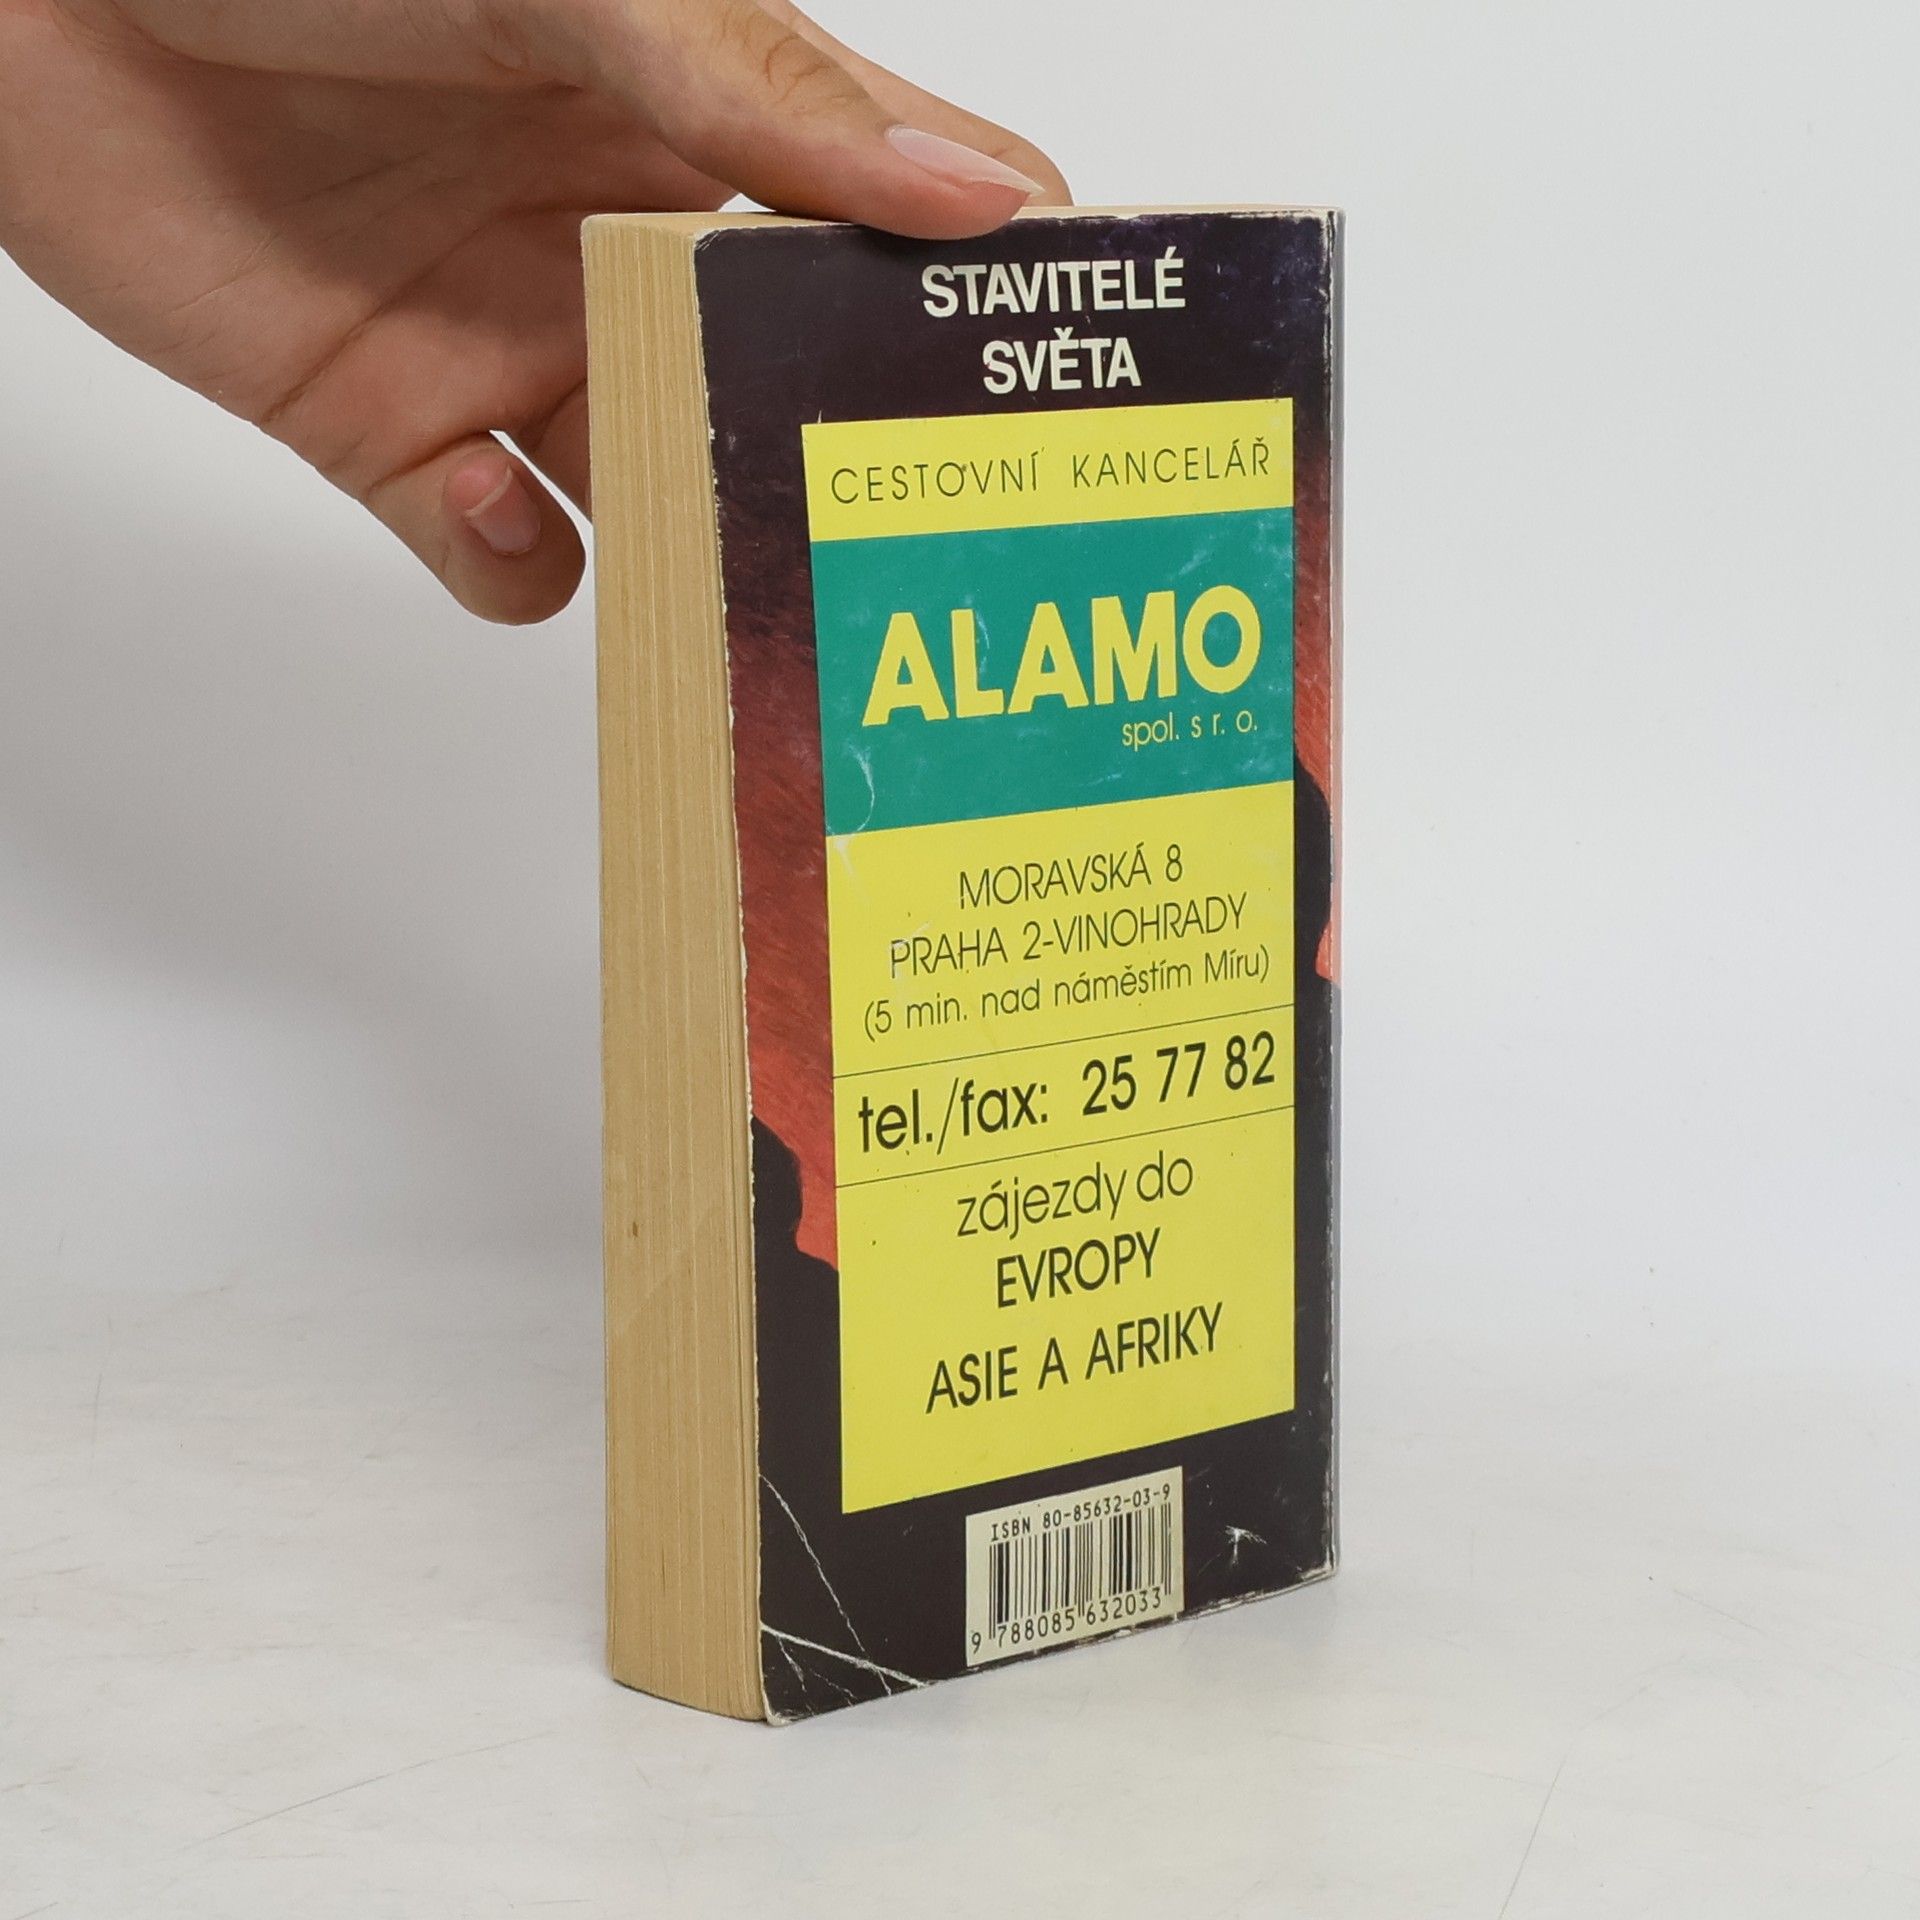 STAVITELÉ
SVĚTA
CESTOVNÍ KANCELÁŘ
ALAMO
spol. s r. o.
MORAVSKÁ 8
PRAHA 2-VINOHRADY
(5 min. nad náměstím Míru)
tel./fax: 25 77 82
zájezdy do
EVROPY
ASIE A AFRIKY
ISBN 80-85632-03-9
9 788085 632033